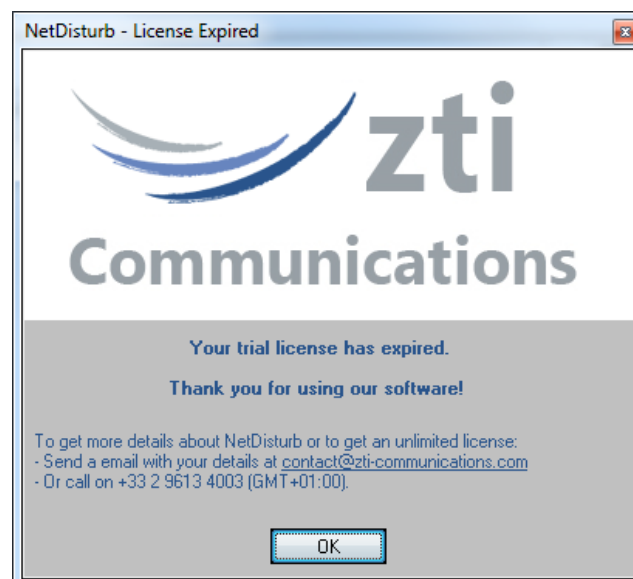 NetDisturb - License Expired
zti
Communications
Your trial license has expired.
Thank you for using our software!
To get more details about NetDisturb or to get an unlimited license:
- Send a email with your details at contact@zti-communications.com
- Or call on +33 2 9613 4003 (GMT+01:00).
OK